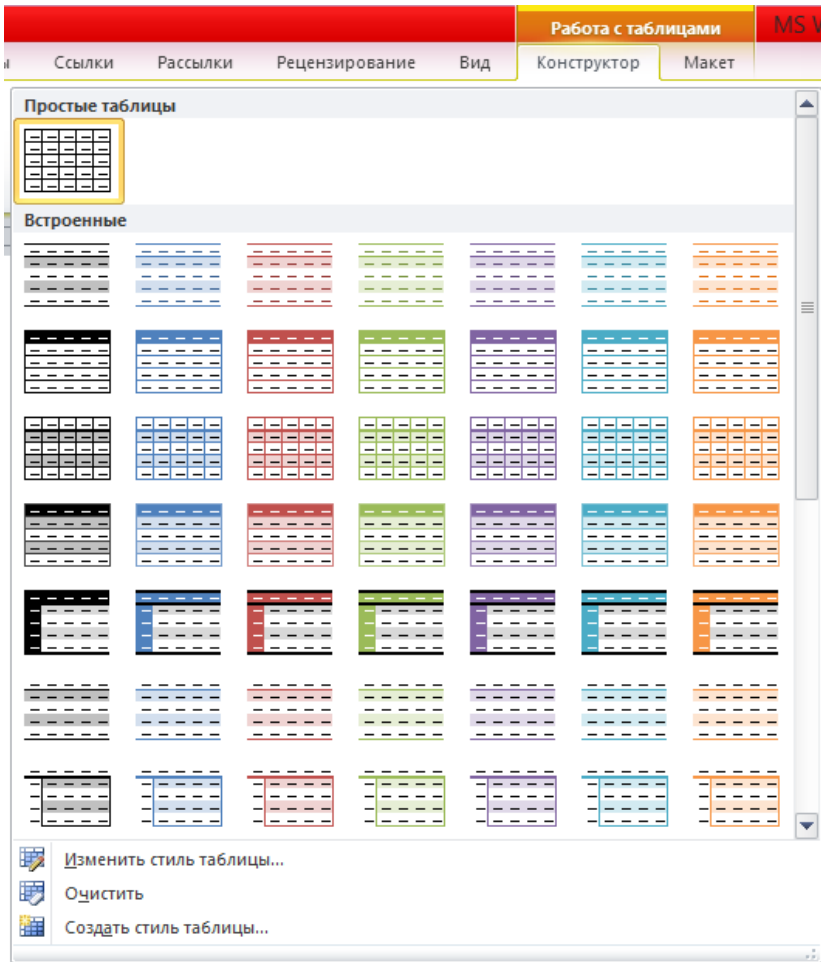 Работа с таблицами
MS
Ссылки Рассылки Рецензирование Вид Конструктор Макет
Простые таблицы
Встроенные
Изменить стиль таблицы...
Очистить
Создать стиль таблицы...